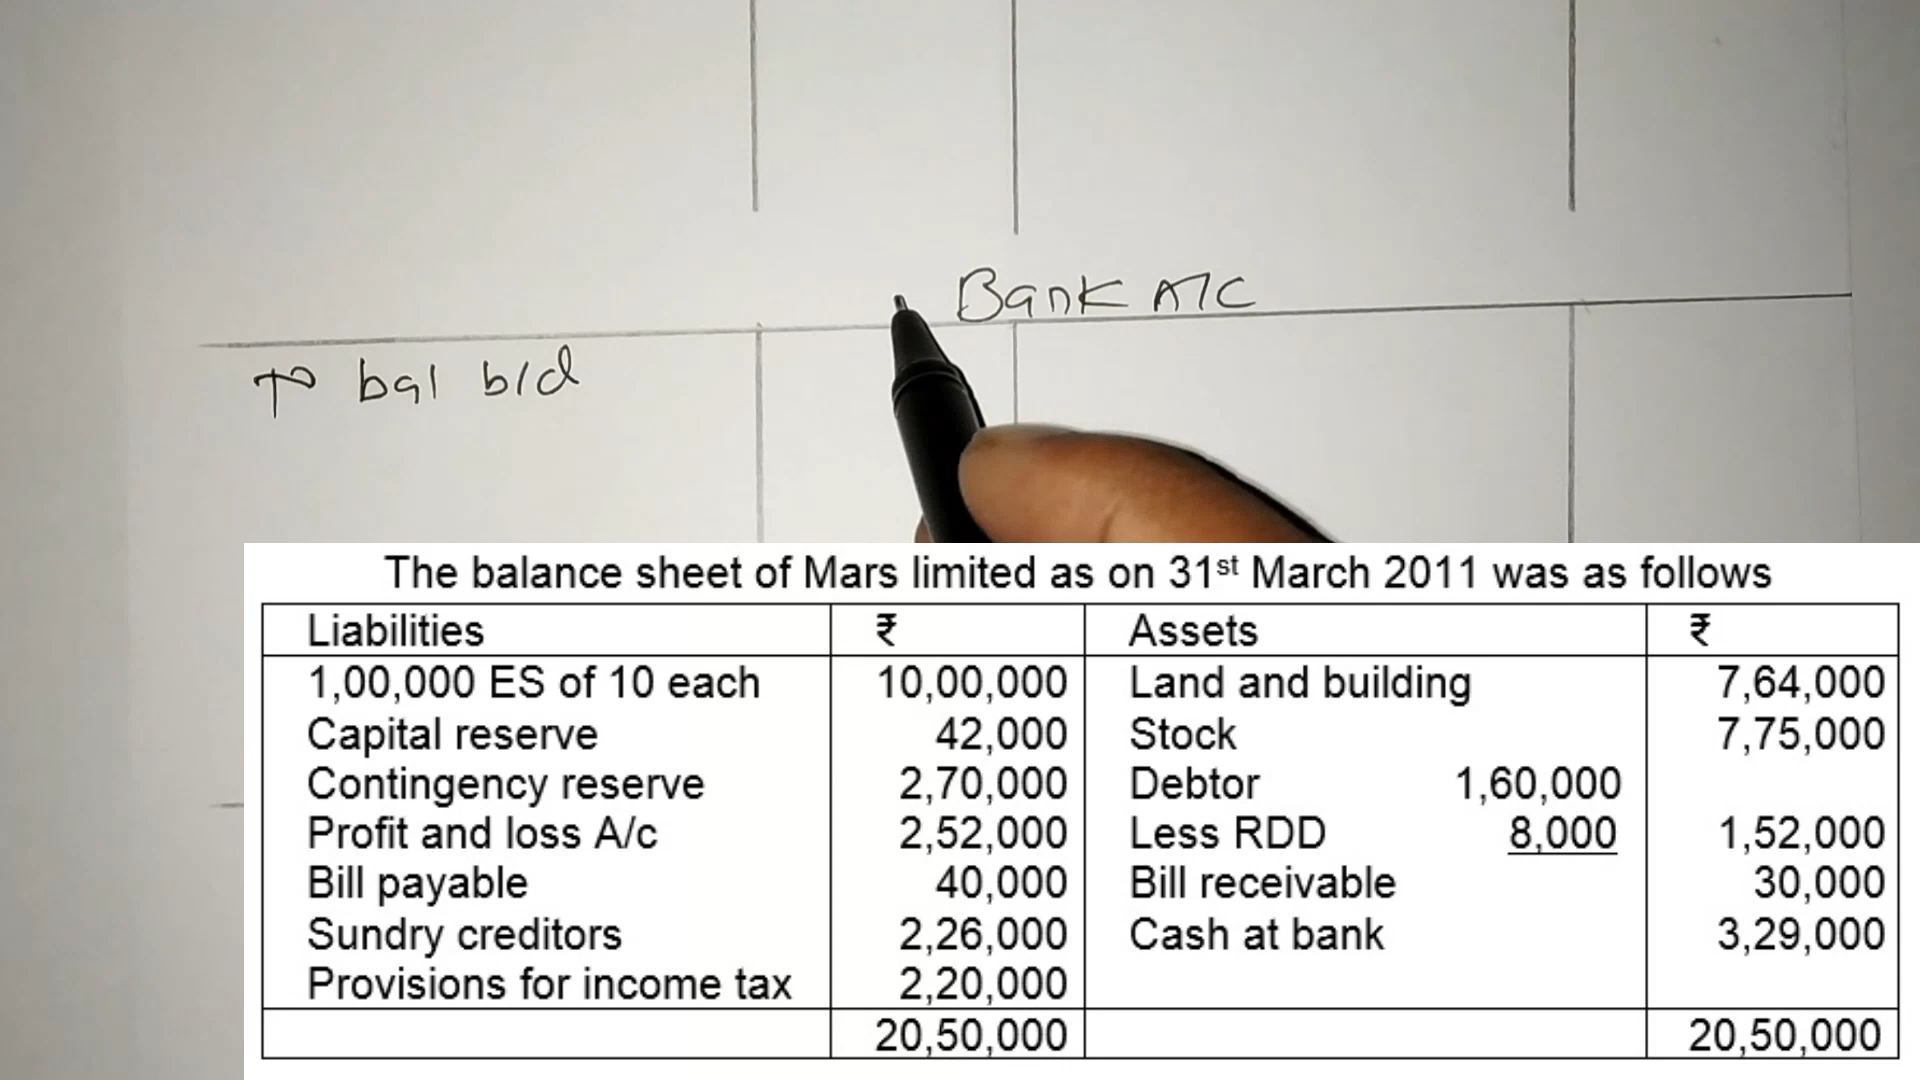 Bank A/C
To bal b/d
The balance sheet of Mars limited as on 31st March 2011 was as follows
Liabilities ₹ Assets ₹
1,00,000 ES of 10 each 10,00,000 Land and building 7,64,000
Capital reserve 42,000 Stock 7,75,000
Contingency reserve 2,70,000 Debtor 1,60,000
Profit and loss A/c 2,52,000 Less RDD 8,000 1,52,000
Bill payable 40,000 Bill receivable 30,000
Sundry creditors 2,26,000 Cash at bank 3,29,000
Provisions for income tax 2,20,000
20,50,000 20,50,000